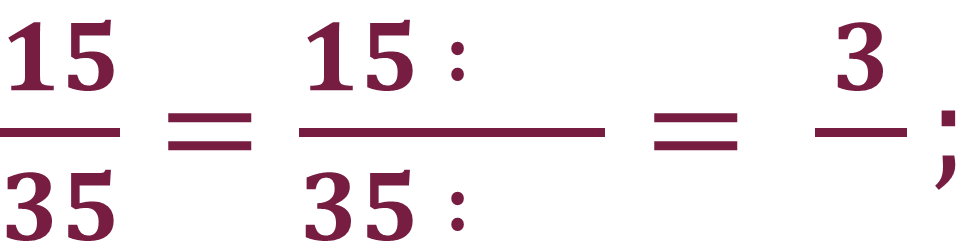 15/35 = 15 : /35 : = 3/ ;